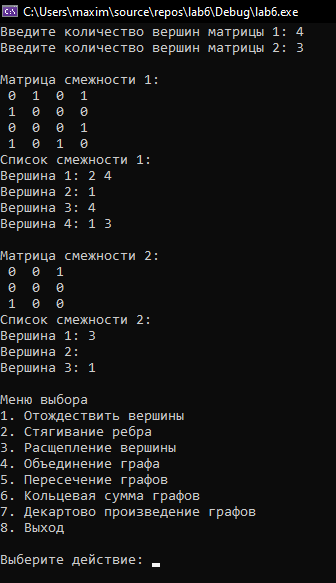 C:\Users\maxim\source\repos\lab6\Debug\lab6.exe
Введите количество вершин матрицы 1: 4
Введите количество вершин матрицы 2: 3
Матрица смежности 1:
0 1 0 1
1 0 0 0
0 0 0 1
1 0 1 0
Список смежности 1:
Вершина 1: 2 4
Вершина 2: 1
Вершина 3: 4
Вершина 4: 1 3
Матрица смежности 2:
0 0 1
0 0 0
1 0 0
Список смежности 2:
Вершина 1: 3
Вершина 2:
Вершина 3: 1
Меню выбора
1. Отождествить вершины
2. Стягивание ребра
3. Расщепление вершины
4. Объединение графа
5. Пересечение графов
6. Кольцевая сумма графов
7. Декартово произведение графов
8. Выход
Выберите действие: